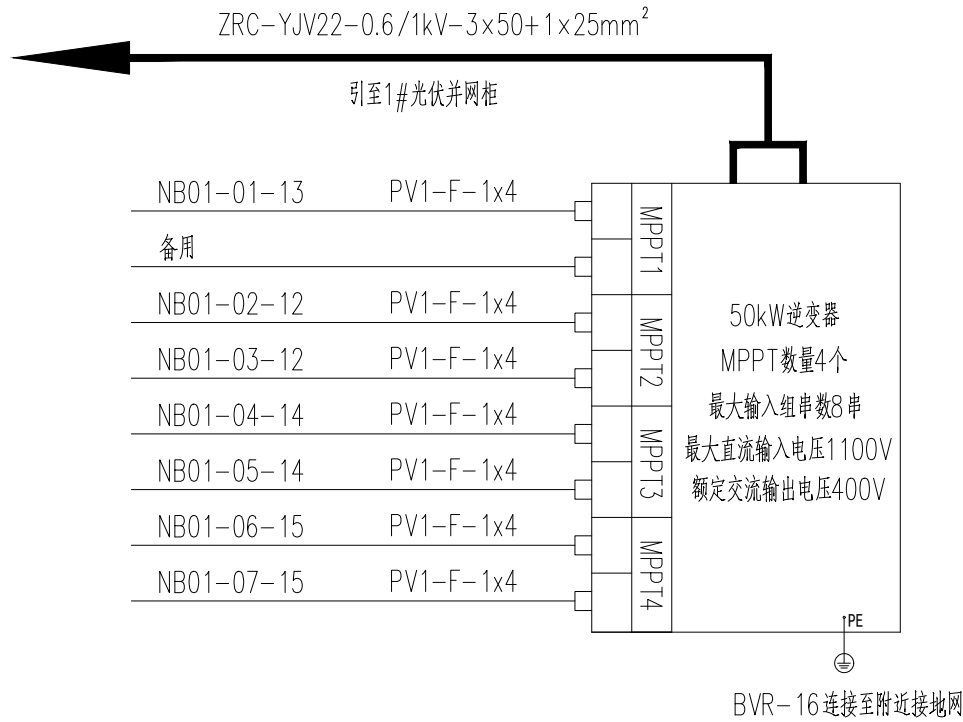 ZRC-YJV22-0.6/1kV-3×50+1×25mm²
引至1#光伏并网柜
NB01-01-13 PV1-F-1x4
备用
NB01-02-12 PV1-F-1x4
NB01-03-12 PV1-F-1x4
NB01-04-14 PV1-F-1x4
NB01-05-14 PV1-F-1x4
NB01-06-15 PV1-F-1x4
NB01-07-15 PV1-F-1x4
MPPT1
MPPT2
MPPT3
MPPT4
50kW逆变器
MPPT数量4个
最大输入组串数8串
最大直流输入电压1100V
额定交流输出电压400V
PE
BVR-16连接至附近接地网